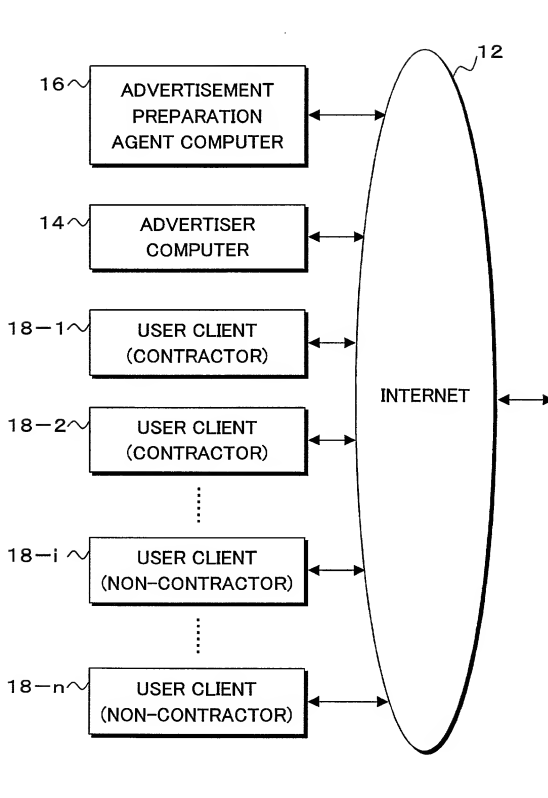 12
16
ADVERTISEMENT
PREPARATION
AGENT COMPUTER
14
ADVERTISER
COMPUTER
18-1
USER CLIENT
(CONTRACTOR)
INTERNET
18-2
USER CLIENT
(CONTRACTOR)
18-i
USER CLIENT
(NON-CONTRACTOR)
18-n
USER CLIENT
(NON-CONTRACTOR)